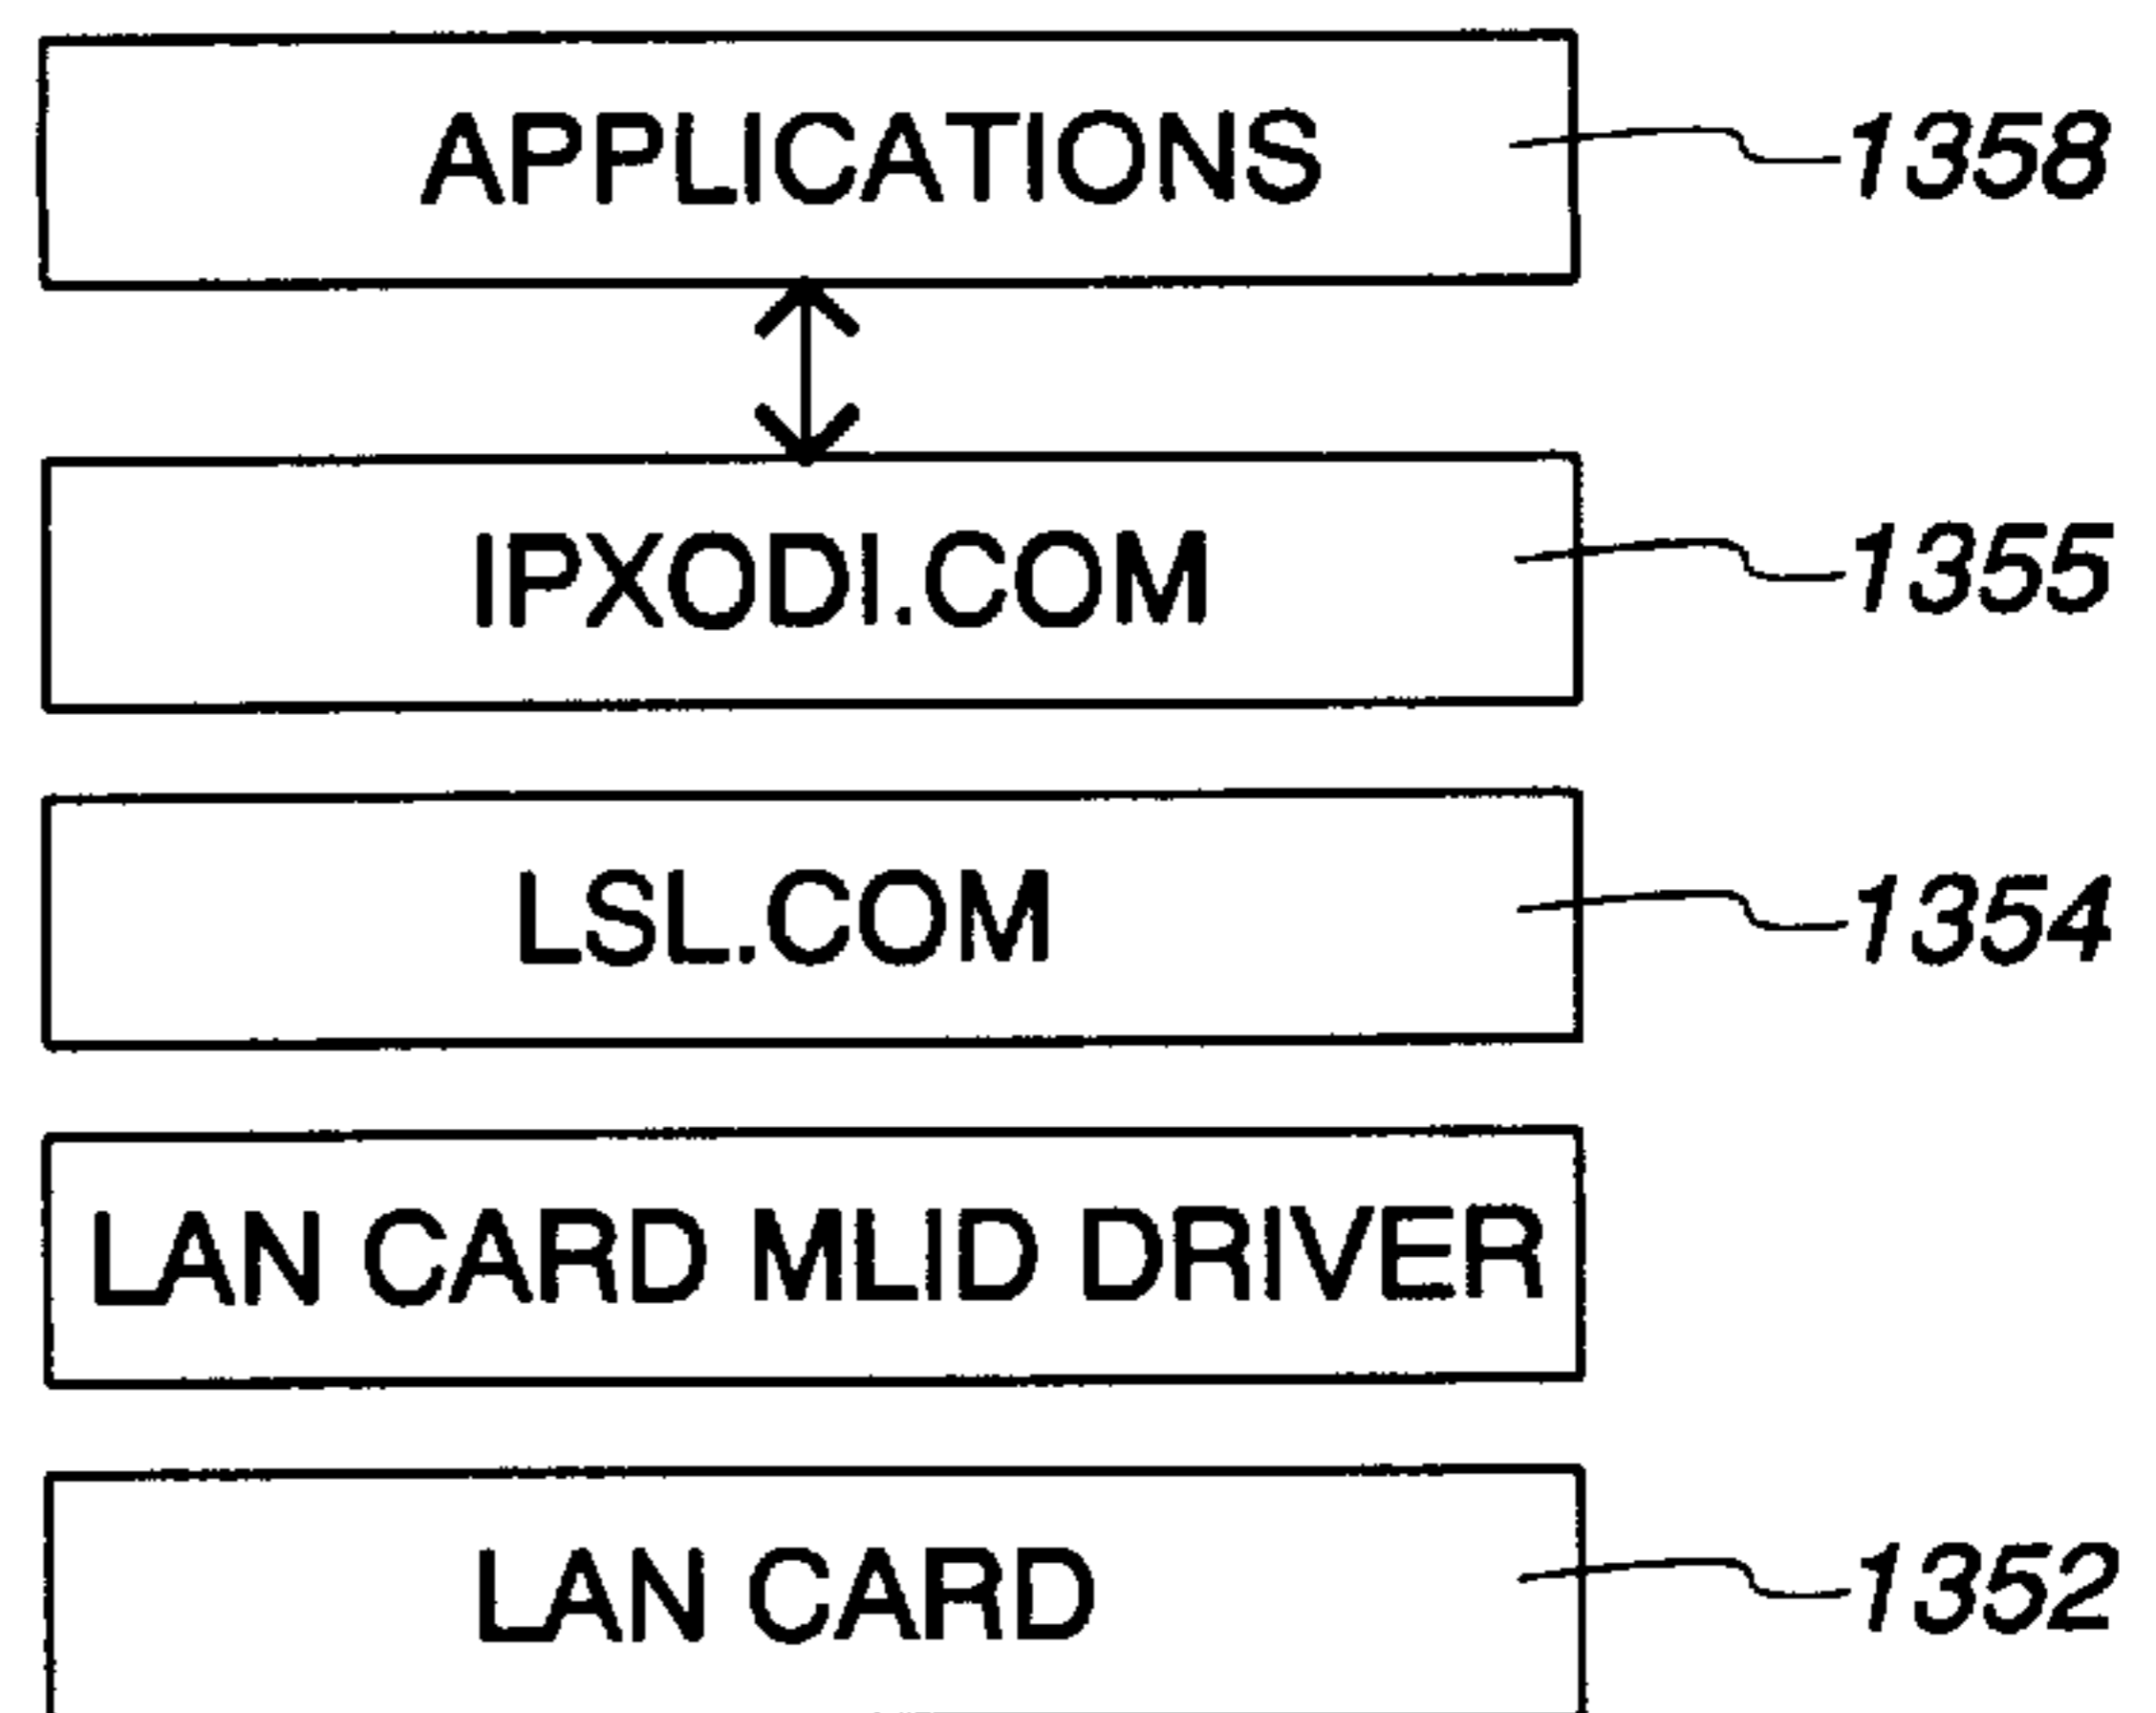 APPLICATIONS 1358
IPXODI.COM 1355
LSL.COM 1354
LAN CARD MLID DRIVER
LAN CARD 1352